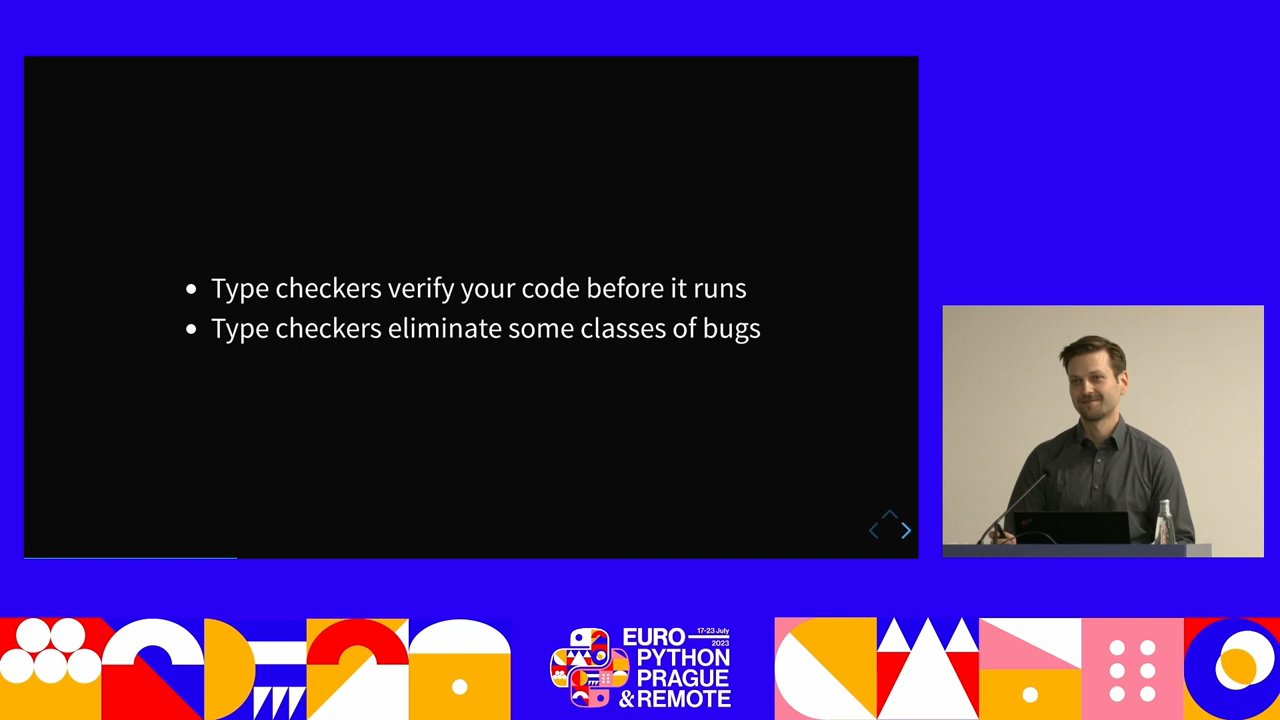 Type checkers verify your code before it runs
Type checkers eliminate some classes of bugs
EURO
17-23 July
2023
PYTHON
PRAGUE
& REMOTE